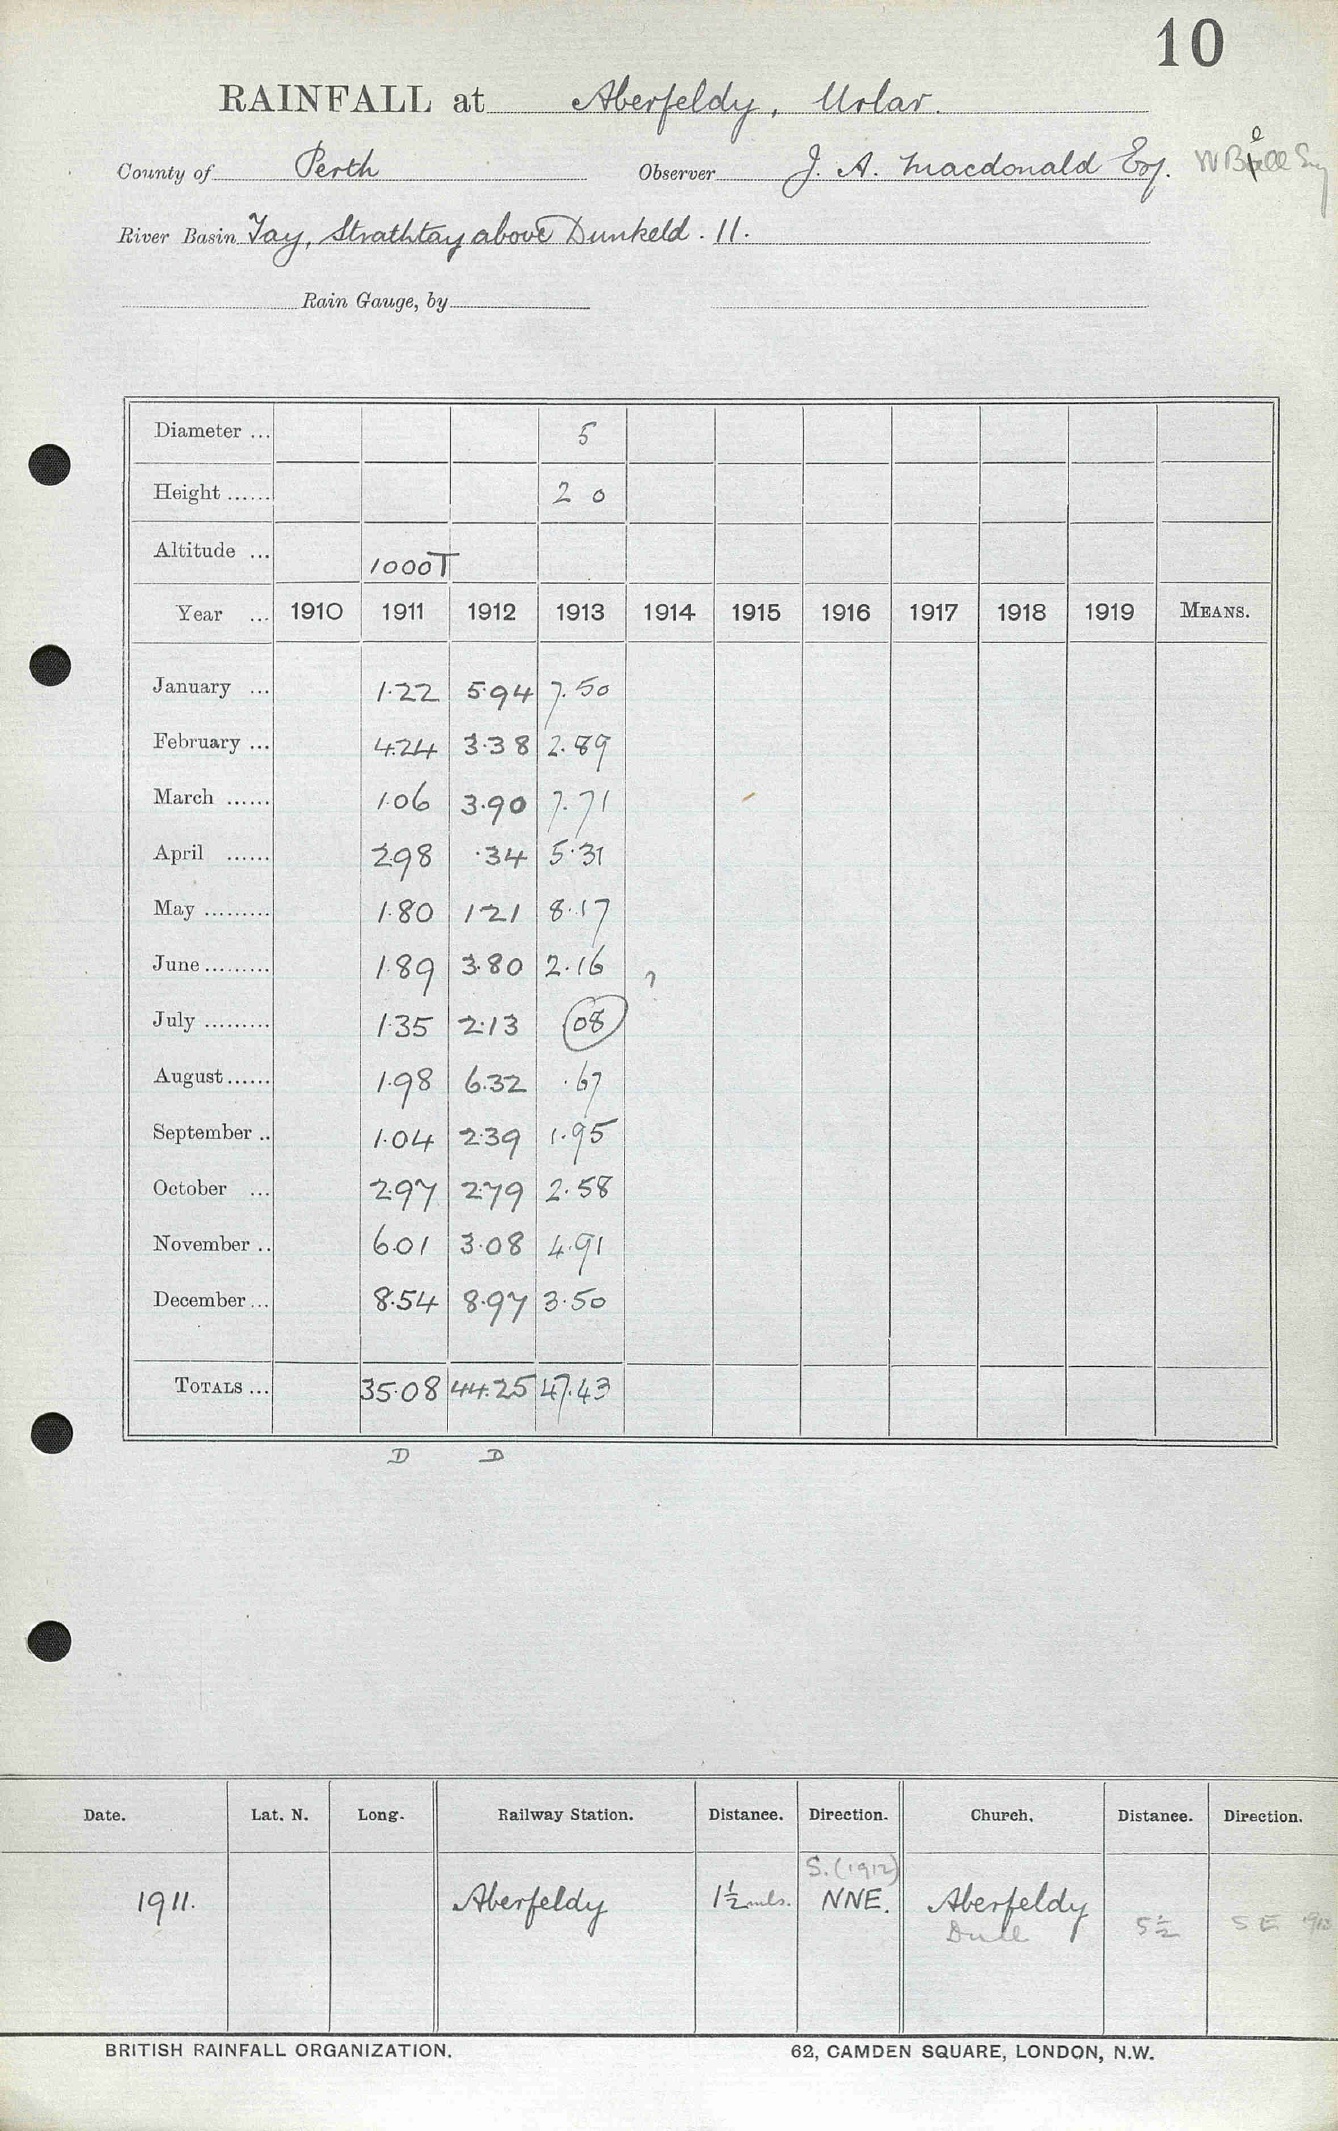 10
RAINFALL at Aberfeldy, Urlar.
County of Perth Observer J. A. Macdonald Esq. W Bell Esq
River Basin Tay, Strathtay above Dunkeld. 11.
Rain Gauge, by
Diameter ... 5
Height ...... 2 0
Altitude ... 1000T
Year ... 1910 1911 1912 1913 1914 1915 1916 1917 1918 1919 MEANS.
January ... 1.22 5.94 7.50
February ... 4.24 3.38 2.89
March ...... 1.06 3.90 7.71
April ...... 2.98 .34 5.31
May ......... 1.80 1.21 8.17
June ......... 1.89 3.80 2.16
July ......... 1.35 2.13 08 ?
August ...... 1.98 6.32 .67
September .. 1.04 2.39 1.95
October ... 2.97 2.79 2.58
November .. 6.01 3.08 4.91
December ... 8.54 8.97 3.50
TOTALS ... 35.08 44.25 47.43
D D
Date. Lat. N. Long. Railway Station. Distance. Direction. Church. Distance. Direction.
S. (1912)
1911. Aberfeldy 1½ mls. NNE. Aberfeldy
Dull 5½ S E
BRITISH RAINFALL ORGANIZATION. 62, CAMDEN SQUARE, LONDON, N.W.